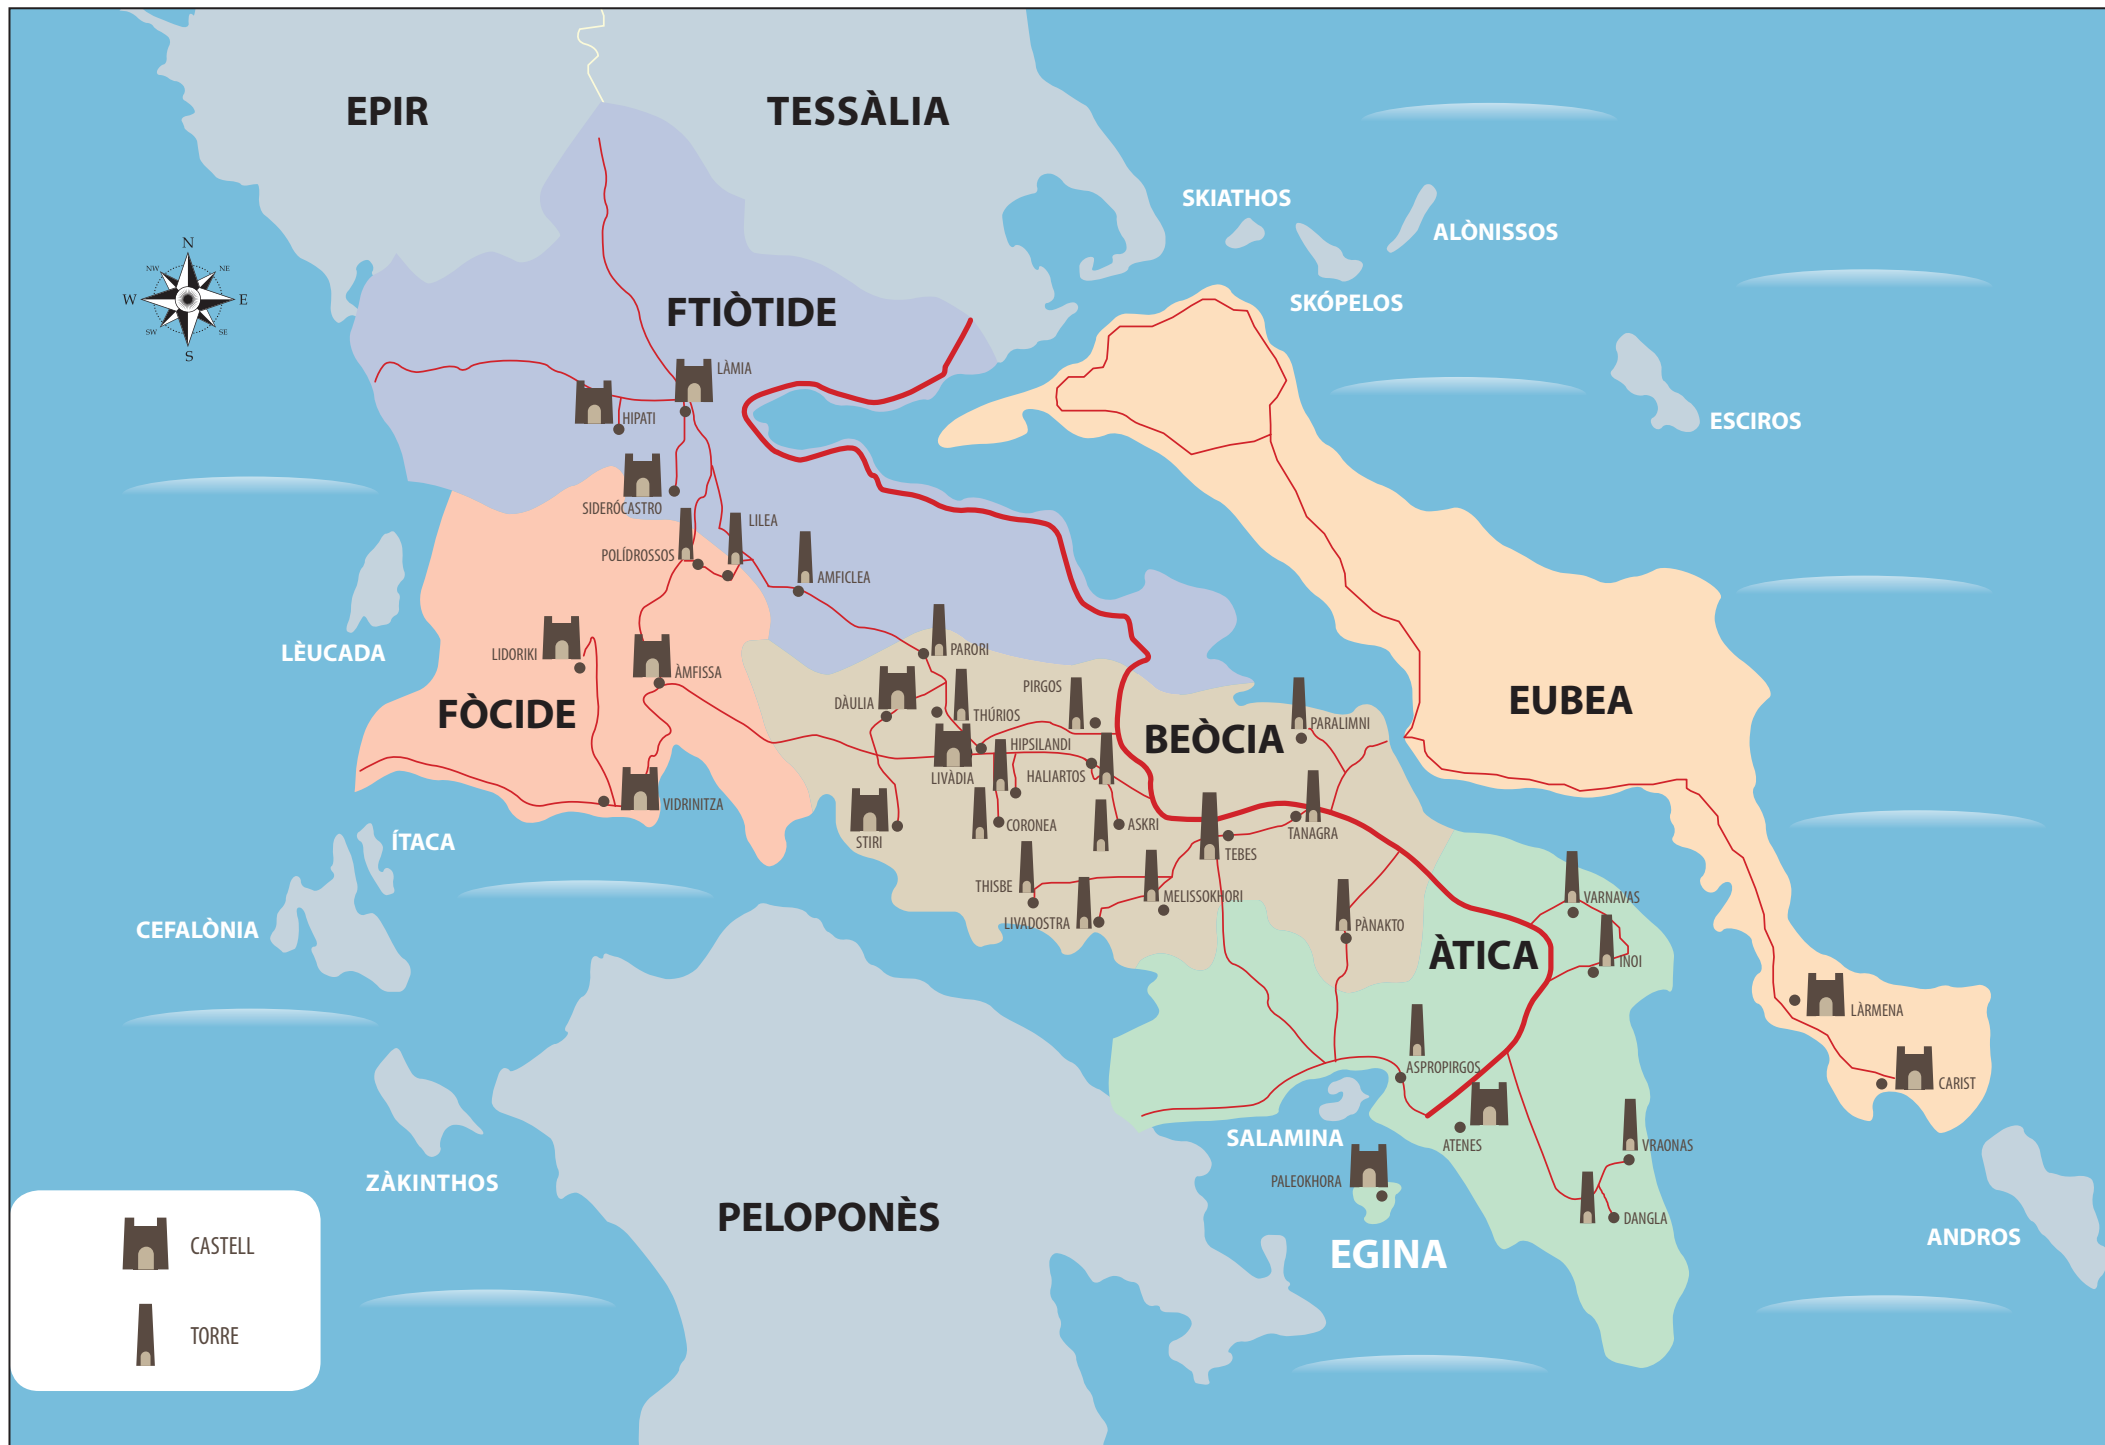 EPIR
TESSÀLIA
SKIATHOS
ALÒNISSOS
SKÓPELOS
N
NW
NE
W
E
SW
SE
S
FTIÒTIDE
LÀMIA
HIPATI
ESCIROS
SIDERÓCASTRO
LILEA
POLÍDROSSOS
AMFICLEA
LÈUCADA
LIDORIKI
ÀMFISSA
PARORI
FÒCIDE
DÀULIA
THÚRIOS
PIRGOS
BEÒCIA
PARALIMNI
EUBEA
HIPSILANDI
LIVÀDIA
HALIARTOS
VIDRINITZA
ÍTACA
STIRI
CORONEA
ASKRI
TEBES
TANAGRA
THISBE
MELISSOKHORI
LIVADOSTRA
PÀNAKTO
VARNAVAS
CEFALÒNIA
ÀTICA
INOI
LÀRMENA
ASPROPIRGOS
CARIST
SALAMINA
ATENES
VRAONAS
ZÀKINTHOS
PALEOKHORA
PELOPONÈS
DANGLA
EGINA
ANDROS
CASTELL
TORRE